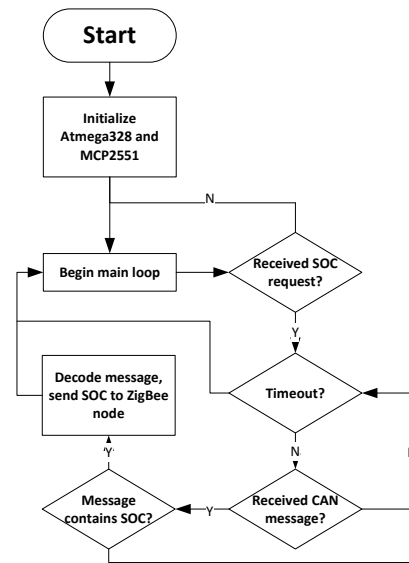 Start
Initialize
Atmega328 and
MCP2551
N
Begin main loop
Received SOC
request?
Y
Decode message,
send SOC to ZigBee
node
Timeout?
Y
N
Message
contains SOC?
Y
Received CAN
message?